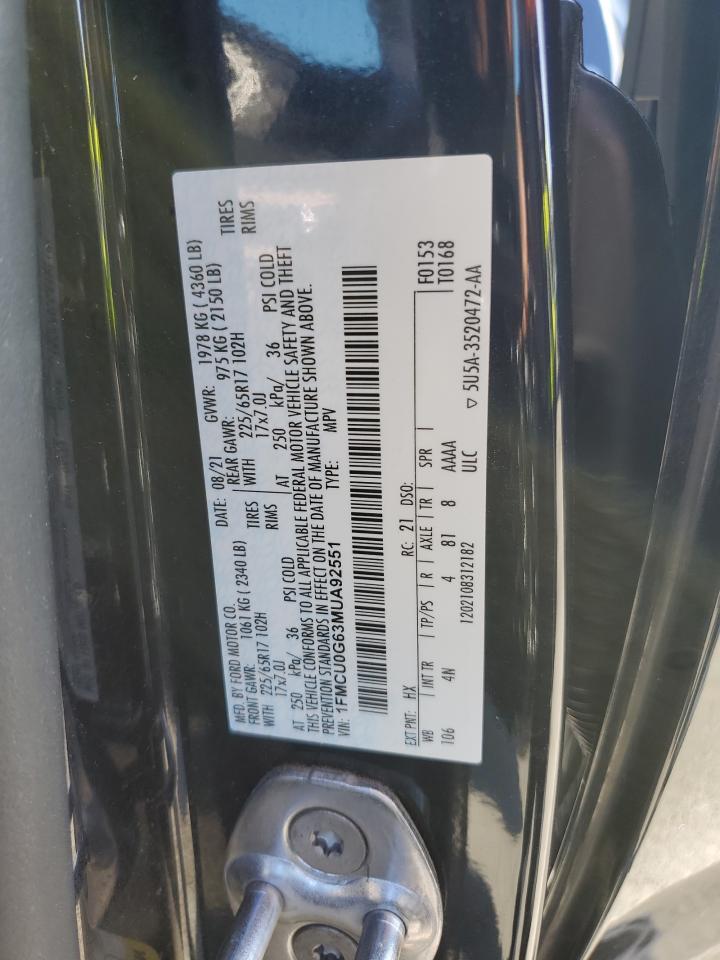 MFD. BY FORD MOTOR CO. DATE: 08/21 GVWR: 1978 KG ( 4360 LB)
FRONT GAWR: 1061 KG ( 2340 LB) REAR GAWR: 975 KG ( 2150 LB)
WITH 225/65R17 102H TIRES WITH 225/65R17 102H TIRES
17x7.0J RIMS 17x7.0J RIMS
AT 250 kPa/ 36 PSI COLD AT 250 kPa/ 36 PSI COLD
THIS VEHICLE CONFORMS TO ALL APPLICABLE FEDERAL MOTOR VEHICLE SAFETY AND THEFT
PREVENTION STANDARDS IN EFFECT ON THE DATE OF MANUFACTURE SHOWN ABOVE.
VIN: 1FMCU0G63MUA92551 TYPE: MPV
EXT PNT: HX RC: 21 DSO: F0153
WB INT TR TP/PS R AXLE TR SPR T0168
106 4N 4 81 8 AAAA
1202108312182 ULC ▽ 5U5A-3520472-AA